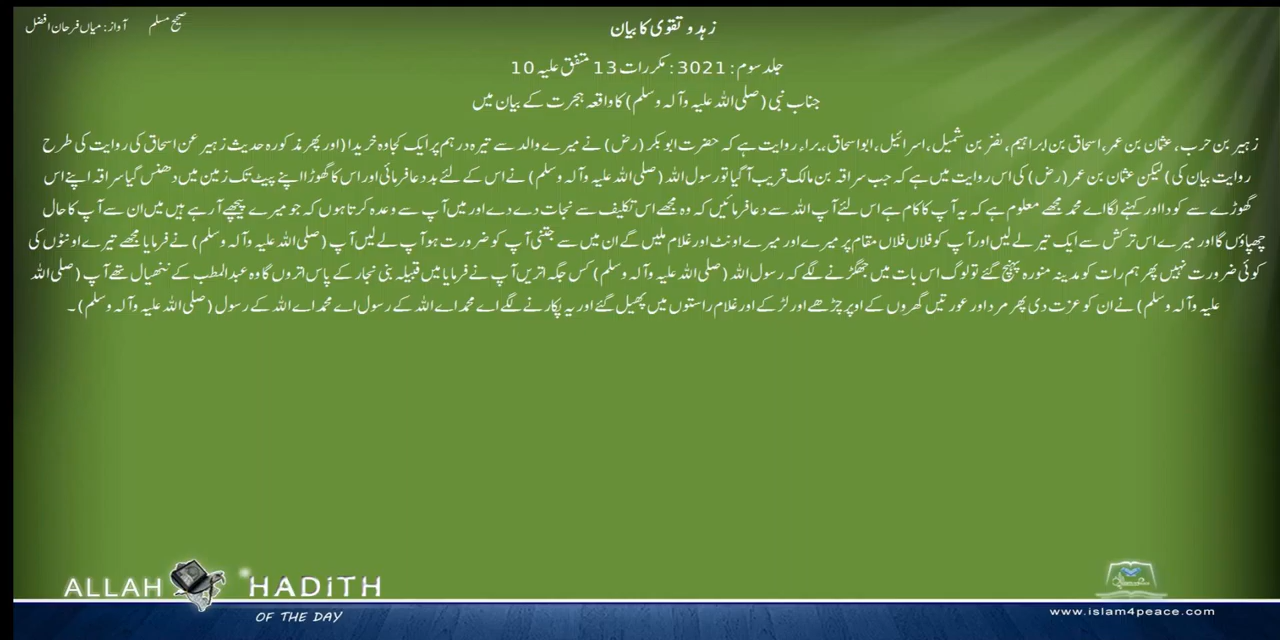 صحیح مسلم آواز: میاں فرحان افضل
زہد و تقوی کا بیان
جلد سوم : 3021 : مکررات 13 متفق علیہ 10
جناب نبی (صلی اللہ علیہ وآلہ وسلم) کا واقعہ ہجرت کے بیان میں
زہیر بن حرب، عثمان بن عمر، اسحاق بن ابراہیم، نضر بن شمیل، اسرائیل، ابواسحاق، براء، روایت ہے کہ حضرت ابوبکر (رض) نے میرے والد سے تیرہ درہم پر ایک کجاوہ خریدا (اور پھر مذکورہ حدیث زہیر عن اسحاق کی روایت کی طرح
روایت بیان کی) لیکن عثمان بن عمر (رض) کی اس روایت میں ہے کہ جب سراقہ بن مالک قریب آگیا تو رسول اللہ (صلی اللہ علیہ وآلہ وسلم) نے اس کے لئے بددعا فرمائی اور اس کا گھوڑا اپنے پیٹ تک زمین میں دھنس گیا سراقہ اپنے اس
گھوڑے سے کودا اور کہنے لگا اے محمد مجھے معلوم ہے کہ یہ آپ کا کام ہے اس لئے آپ اللہ سے دعا فرمائیں کہ وہ مجھے اس تکلیف سے نجات دے دے اور میں آپ سے وعدہ کرتا ہوں کہ جو میرے پیچھے آرہے ہیں میں ان سے آپ کا حال
چھپاؤں گا اور میرے اس ترکش سے ایک تیر لے لیں اور آپ کو فلاں فلاں مقام پر میرے اور میرے اونٹ اور غلام ملیں گے ان میں سے جتنی آپ کو ضرورت ہو آپ لے لیں آپ (صلی اللہ علیہ وآلہ وسلم) نے فرمایا مجھے تیرے اونٹوں کی
کوئی ضرورت نہیں پھر ہم رات کو مدینہ منورہ پہنچ گئے تو لوگ اس بات میں جھگڑنے لگے کہ رسول اللہ (صلی اللہ علیہ وآلہ وسلم) کس جگہ اتریں آپ نے فرمایا میں قبیلہ بنی نجار کے پاس اتروں گا وہ عبدالمطلب کے ننھیال تھے آپ (صلی اللہ
علیہ وآلہ وسلم) نے ان کو عزت دی پھر مرد اور عورتیں گھروں کے اوپر چڑھے اور لڑکے اور غلام راستوں میں پھیل گئے اور یہ پکارنے لگے اے محمد اے اللہ کے رسول اے محمد اے اللہ کے رسول (صلی اللہ علیہ وآلہ وسلم) ۔
ALLAH HADITH
OF THE DAY
www.islam4peace.com